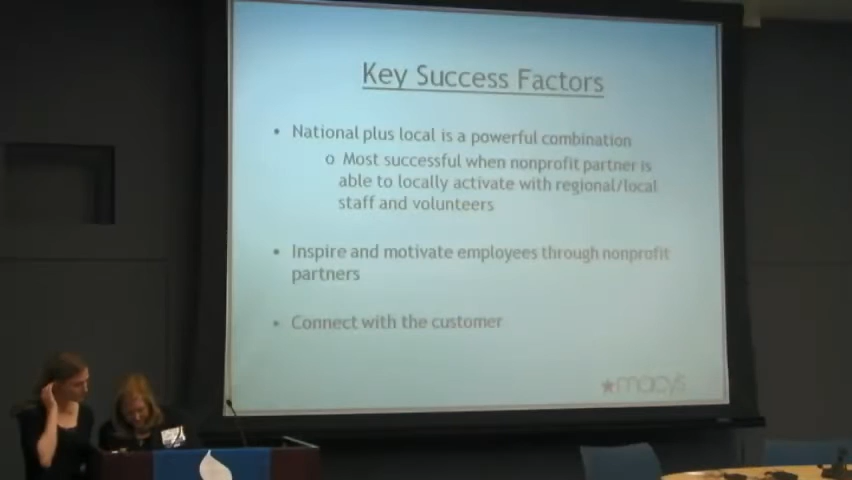 Key Success Factors
• National plus local is a powerful combination
o Most successful when nonprofit partner is
able to locally activate with regional/local
staff and volunteers
• Inspire and motivate employees through nonprofit
partners
• Connect with the customer
★macys